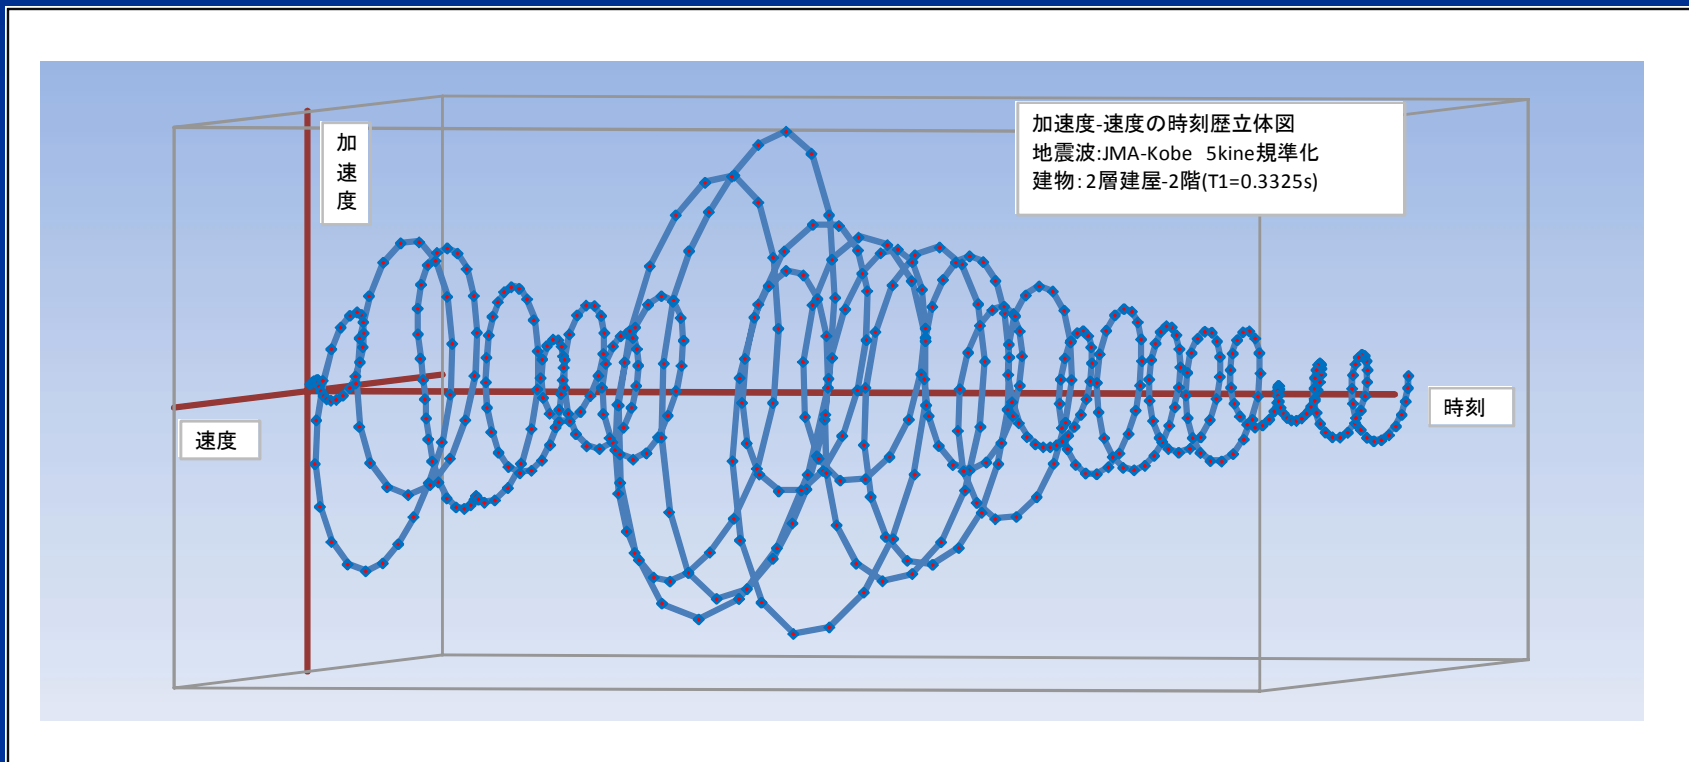 加速度
加速度-速度の時刻歴立体図
地震波:JMA-Kobe 5kine規準化
建物:2層建屋-2階(T1=0.3325s)
時刻
速度